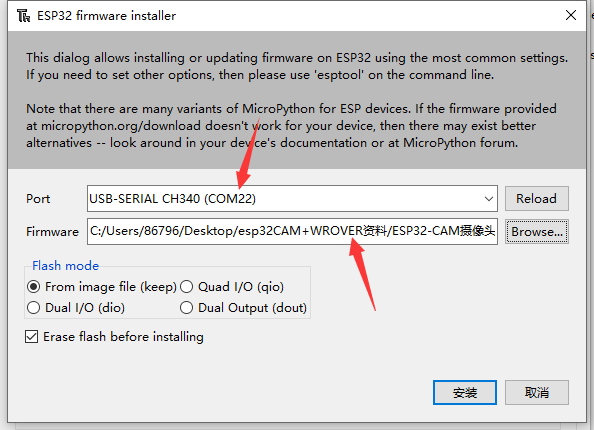 ESP32 firmware installer
This dialog allows installing or updating firmware on ESP32 using the most common settings.
If you need to set other options, then please use 'esptool' on the command line.
Note that there are many variants of MicroPython for ESP devices. If the firmware provided
at micropython.org/download doesn't work for your device, then there may exist better
alternatives -- look around in your device's documentation or at MicroPython forum.
Port USB-SERIAL CH340 (COM22) Reload
Firmware C:/Users/86796/Desktop/esp32CAM+WROVER资料/ESP32-CAM摄像头 Browse...
Flash mode
From image file (keep) Quad I/O (qio)
Dual I/O (dio) Dual Output (dout)
Erase flash before installing
安装 取消